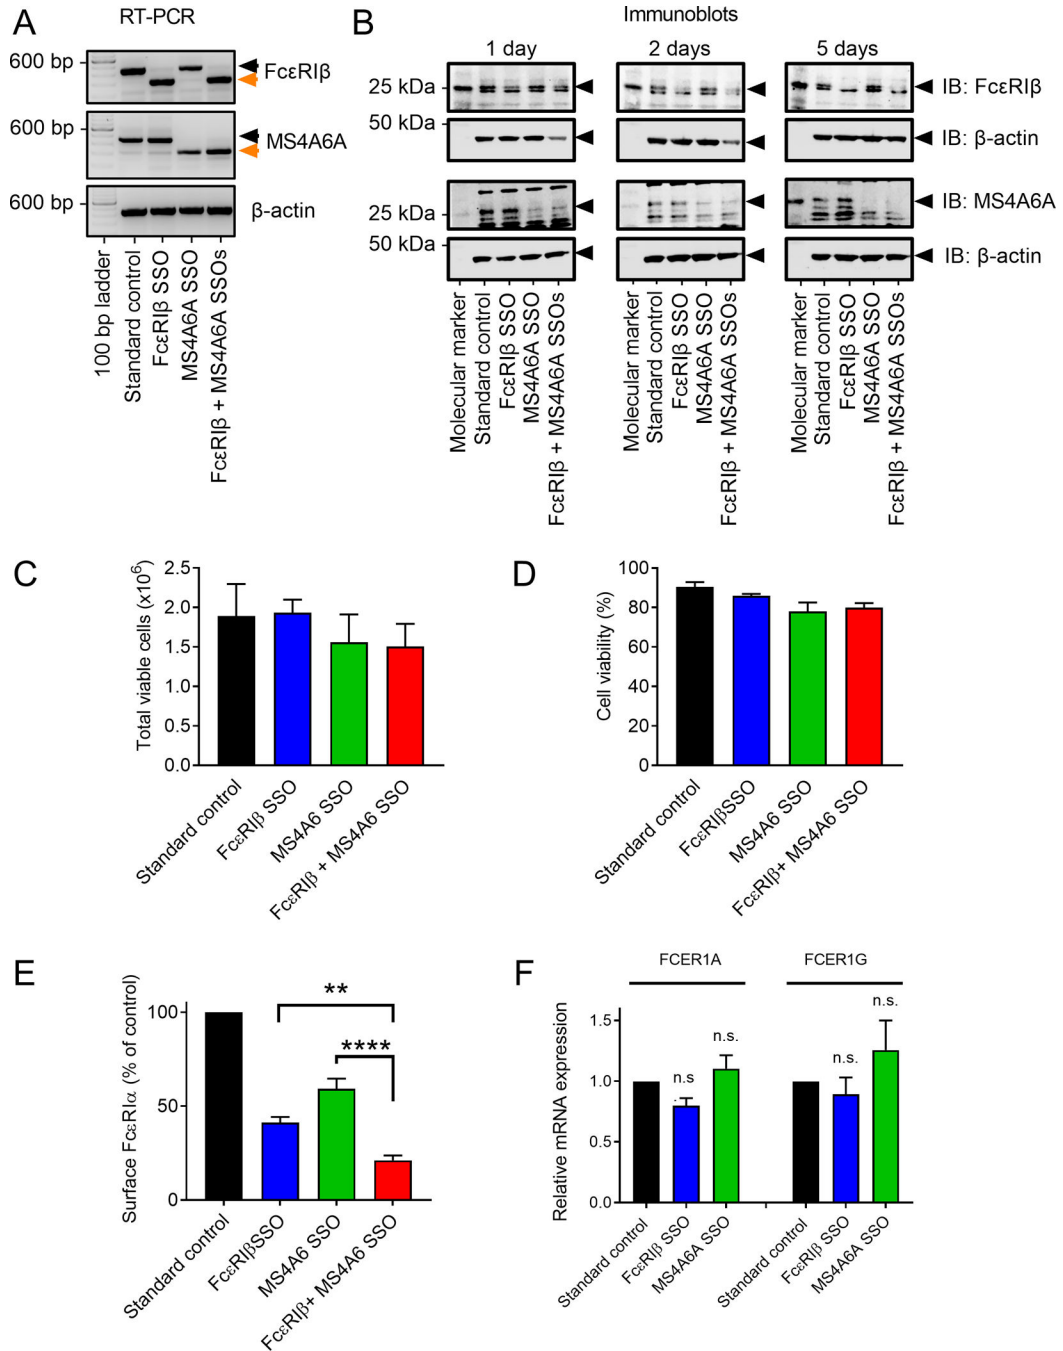 A
RT-PCR
600 bp
FcεRIβ
600 bp
MS4A6A
600 bp
β-actin
100 bp ladder
Standard control
FcεRIβ SSO
MS4A6A SSO
FcεRIβ + MS4A6A SSOs
B
Immunoblots
1 day
2 days
5 days
25 kDa
IB: FcεRIβ
50 kDa
IB: β-actin
25 kDa
IB: MS4A6A
50 kDa
IB: β-actin
Molecular marker
Standard control
FcεRIβ SSO
MS4A6A SSO
FcεRIβ + MS4A6A SSOs
Molecular marker
Standard control
FcεRIβ SSO
MS4A6A SSO
FcεRIβ + MS4A6A SSOs
Molecular marker
Standard control
FcεRIβ SSO
MS4A6A SSO
FcεRIβ + MS4A6A SSOs
C
Total viable cells (x10⁶)
2.5
2.0
1.5
1.0
0.5
0.0
Standard control
FcεRIβ SSO
MS4A6 SSO
FcεRIβ + MS4A6 SSO
D
Cell viability (%)
100
80
60
40
20
0
Standard control
FcεRIβSSO
MS4A6 SSO
FcεRIβ+ MS4A6 SSO
E
Surface FcεRIα (% of control)
100
50
0
**
****
Standard control
FcεRIβSSO
MS4A6 SSO
FcεRIβ+ MS4A6 SSO
F
FCER1A
FCER1G
Relative mRNA expression
1.5
1.0
0.5
0.0
n.s
n.s.
n.s.
n.s.
Standard control
FcεRIβ SSO
MS4A6A SSO
Standard control
FcεRIβ SSO
MS4A6A SSO